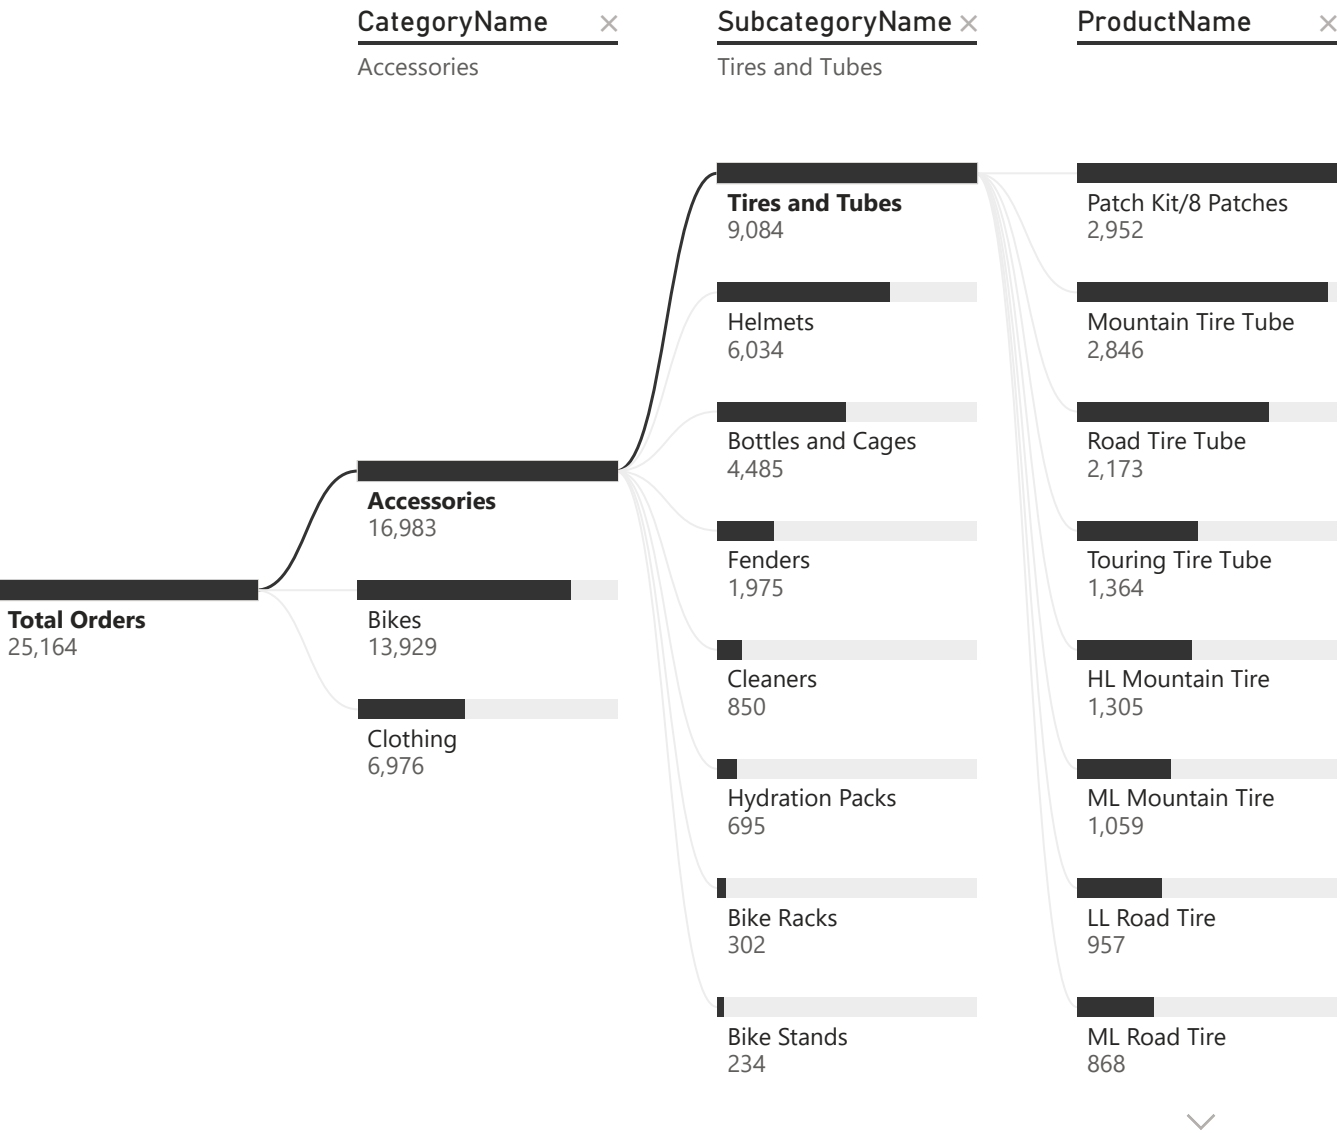 CategoryName
Accessories
SubcategoryName
Tires and Tubes
ProductName
Total Orders
25,164
Accessories
16,983
Bikes
13,929
Clothing
6,976
Tires and Tubes
9,084
Helmets
6,034
Bottles and Cages
4,485
Fenders
1,975
Cleaners
850
Hydration Packs
695
Bike Racks
302
Bike Stands
234
Patch Kit/8 Patches
2,952
Mountain Tire Tube
2,846
Road Tire Tube
2,173
Touring Tire Tube
1,364
HL Mountain Tire
1,305
ML Mountain Tire
1,059
LL Road Tire
957
ML Road Tire
868